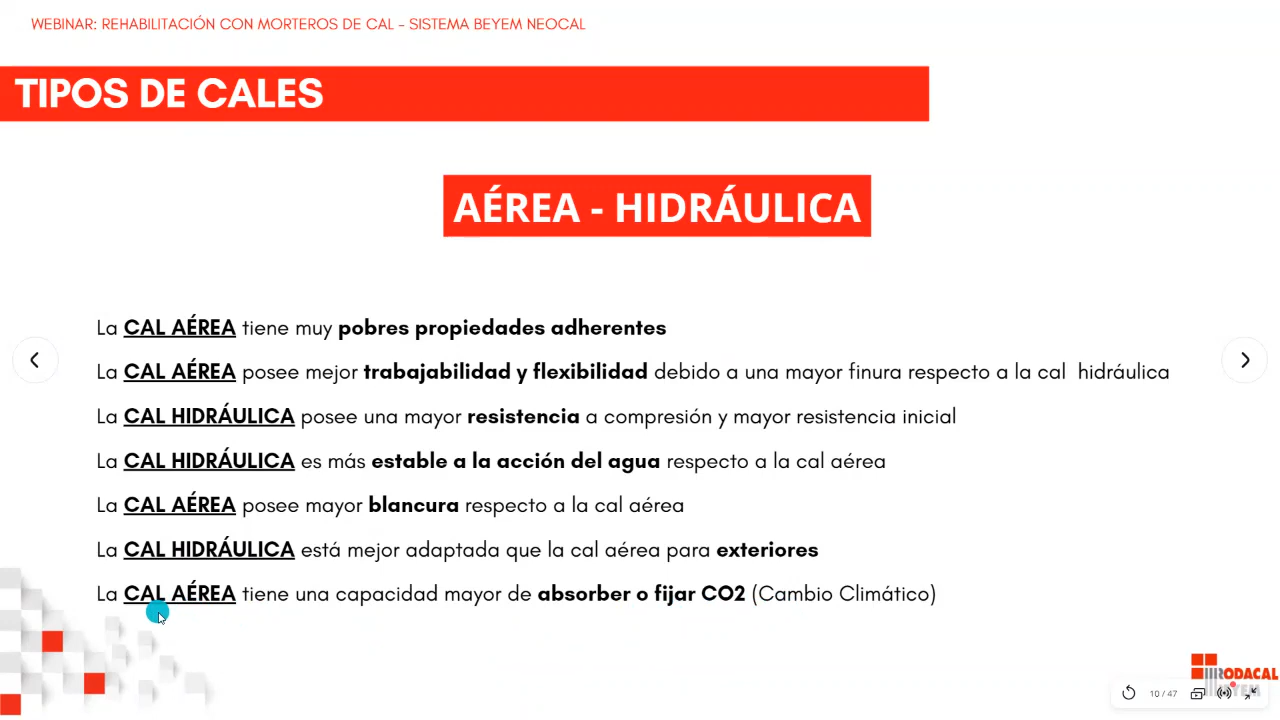 WEBINAR: REHABILITACIÓN CON MORTEROS DE CAL - SISTEMA BEYEM NEOCAL
TIPOS DE CALES
AÉREA - HIDRÁULICA
La CAL AÉREA tiene muy pobres propiedades adherentes
La CAL AÉREA posee mejor trabajabilidad y flexibilidad debido a una mayor finura respecto a la cal hidráulica
La CAL HIDRÁULICA posee una mayor resistencia a compresión y mayor resistencia inicial
La CAL HIDRÁULICA es más estable a la acción del agua respecto a la cal aérea
La CAL AÉREA posee mayor blancura respecto a la cal aérea
La CAL HIDRÁULICA está mejor adaptada que la cal aérea para exteriores
La CAL AÉREA tiene una capacidad mayor de absorber o fijar CO2 (Cambio Climático)
RODACAL
BEYEM
10 / 47